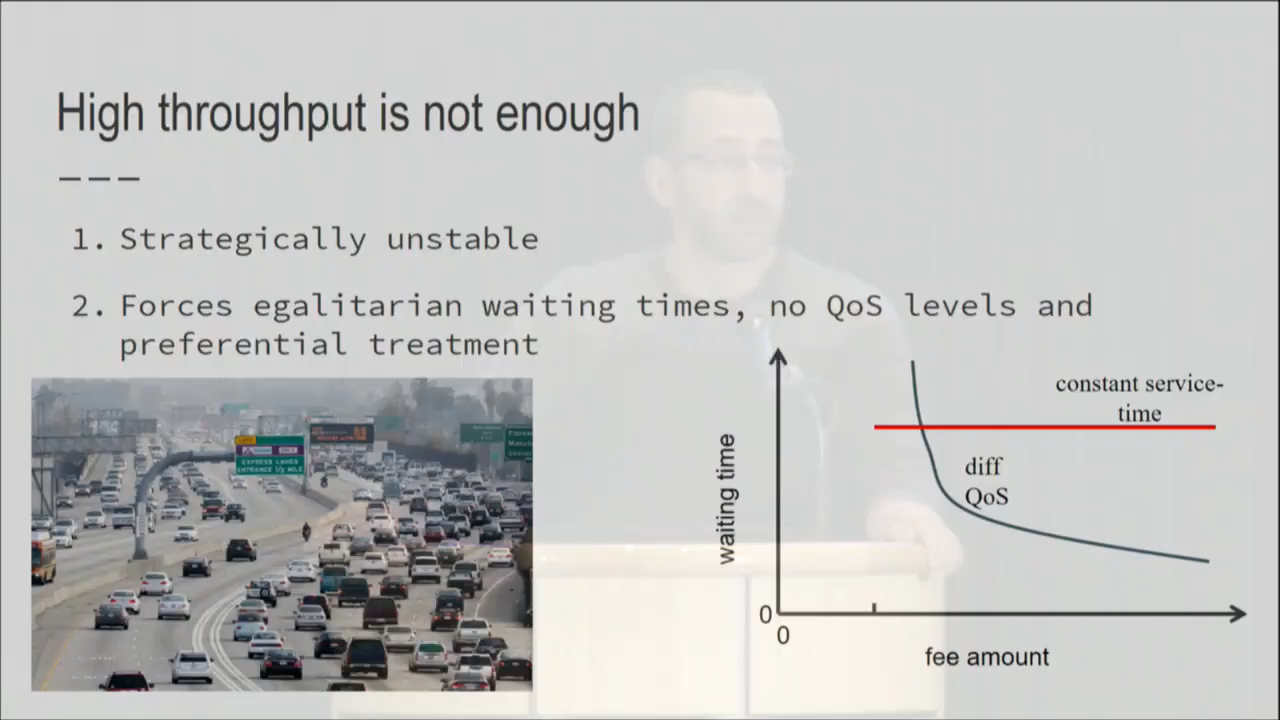 High throughput is not enough
1. Strategically unstable
2. Forces egalitarian waiting times, no QoS levels and
preferential treatment
EXPRESS LANES
ENTRANCE 1/2 MILE
constant service-
time
diff
QoS
waiting time
0
0
fee amount